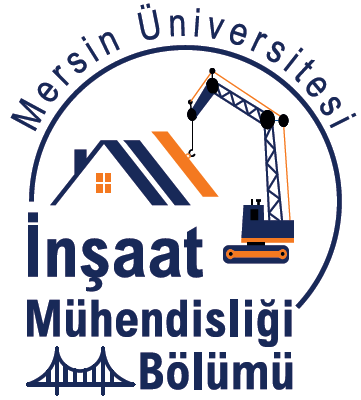 Mersin Üniversitesi
İnşaat
Mühendisliği
Bölümü